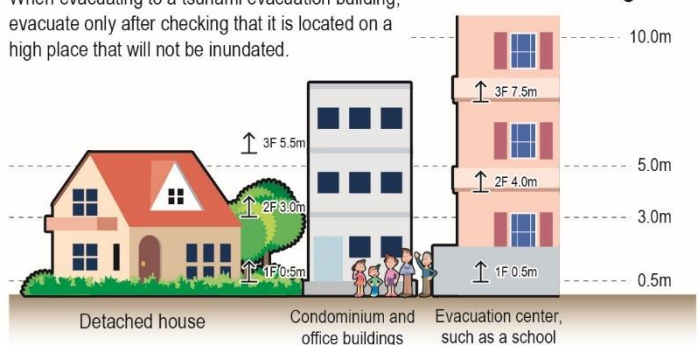 When evacuating to a tsunami evacuation building,
evacuate only after checking that it is located on a
high place that will not be inundated.
10.0m
3F 7.5m
3F 5.5m
5.0m
2F 4.0m
2F 3.0m
3.0m
1F 0.5m
1F 0.5m
0.5m
Detached house
Condominium and
office buildings
Evacuation center,
such as a school